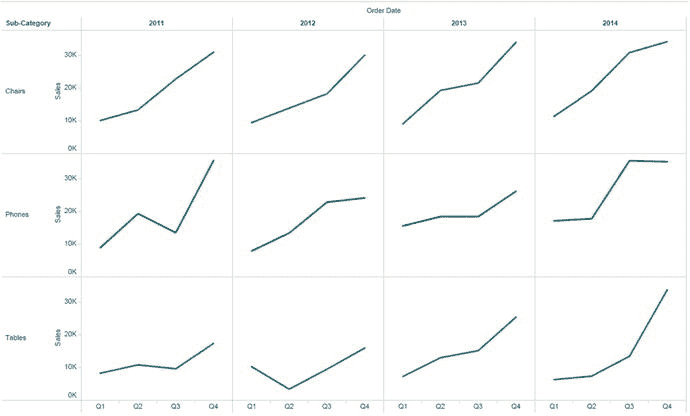 Order Date
Sub-Category 2011 2012 2013 2014
Chairs
Sales
30K
20K
10K
0K
Phones
Sales
30K
20K
10K
0K
Tables
Sales
30K
20K
10K
0K
Q1 Q2 Q3 Q4 Q1 Q2 Q3 Q4 Q1 Q2 Q3 Q4 Q1 Q2 Q3 Q4